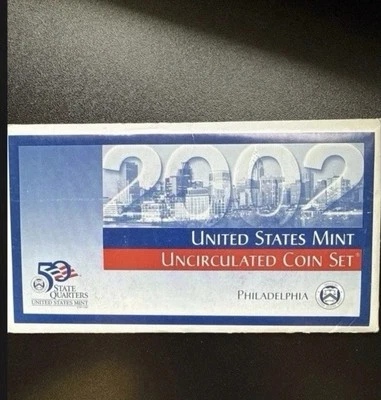 2002
UNITED STATES MINT
UNCIRCULATED COIN SET®
50
STATE
QUARTERS
UNITED STATES MINT
PHILADELPHIA